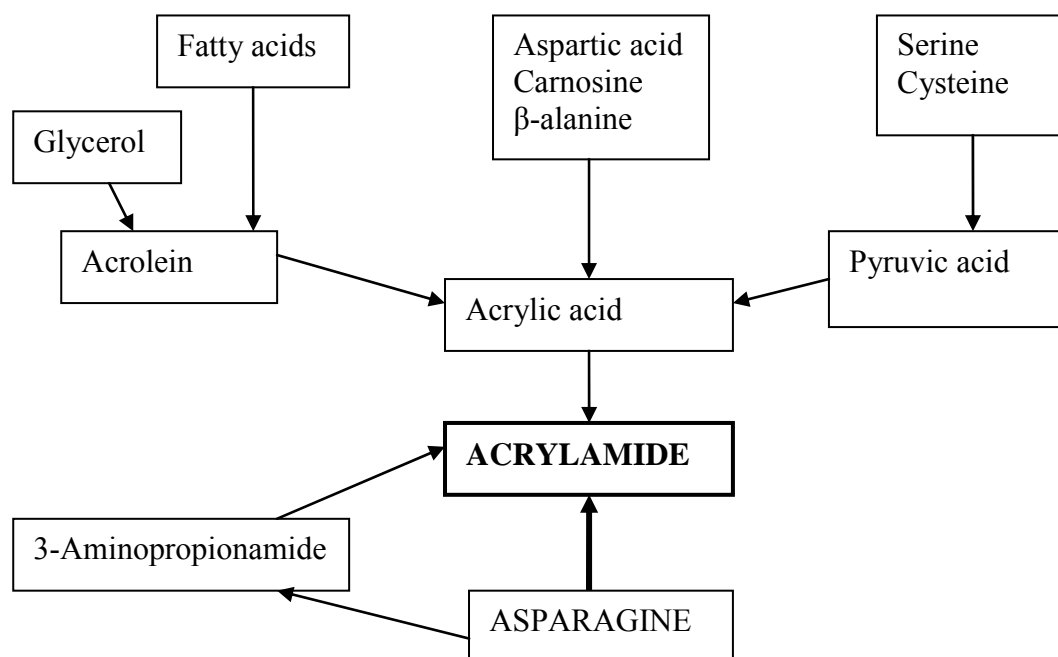 Fatty acids
Aspartic acid
Carnosine
β-alanine
Serine
Cysteine
Glycerol
Acrolein
Pyruvic acid
Acrylic acid
ACRYLAMIDE
3-Aminopropionamide
ASPARAGINE